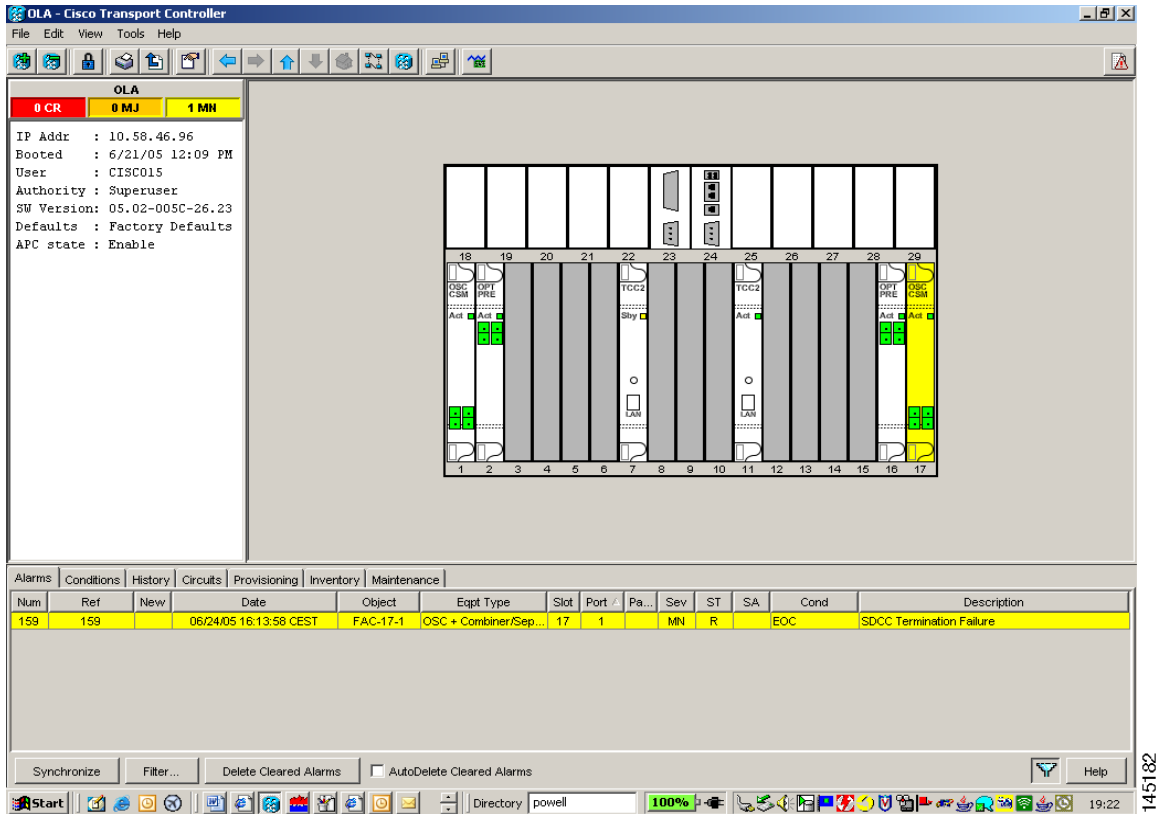 OLA - Cisco Transport Controller
File Edit View Tools Help
OLA
0 CR 0 MJ 1 MN
IP Addr : 10.58.46.96
Booted : 6/21/05 12:09 PM
User : CISCO15
Authority : Superuser
SW Version: 05.02-005C-26.23
Defaults : Factory Defaults
APC state : Enable
18 19 20 21 22 23 24 25 26 27 28 29
OSC CSM
OPT PRE
TCC2
TCC2
OPT PRE
OSC CSM
Act Act Sby Act Act Act
LAN LAN
1 2 3 4 5 6 7 8 9 10 11 12 13 14 15 16 17
Alarms Conditions History Circuits Provisioning Inventory Maintenance
Num Ref New Date Object Eqpt Type Slot Port Pa... Sev ST SA Cond Description
159 159 06/24/05 16:13:58 CEST FAC-17-1 OSC + Combiner/Sep... 17 1 MN R EOC SDCC Termination Failure
Synchronize Filter... Delete Cleared Alarms AutoDelete Cleared Alarms Help
Start Directory powell 100% 19:22
145182